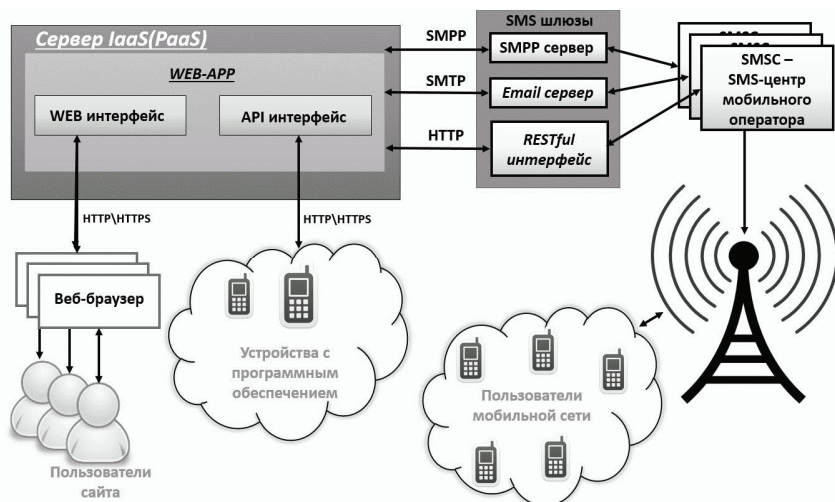 Сервер IaaS(PaaS)
WEB-APP
WEB интерфейс
API интерфейс
SMPP
SMTP
HTTP
SMS шлюзы
SMPP сервер
Email сервер
RESTful
интерфейс
SMSC –
SMS-центр
мобильного
оператора
HTTP\HTTPS
HTTP\HTTPS
Веб-браузер
Устройства с
программным
обеспечением
Пользователи
мобильной сети
Пользователи
сайта